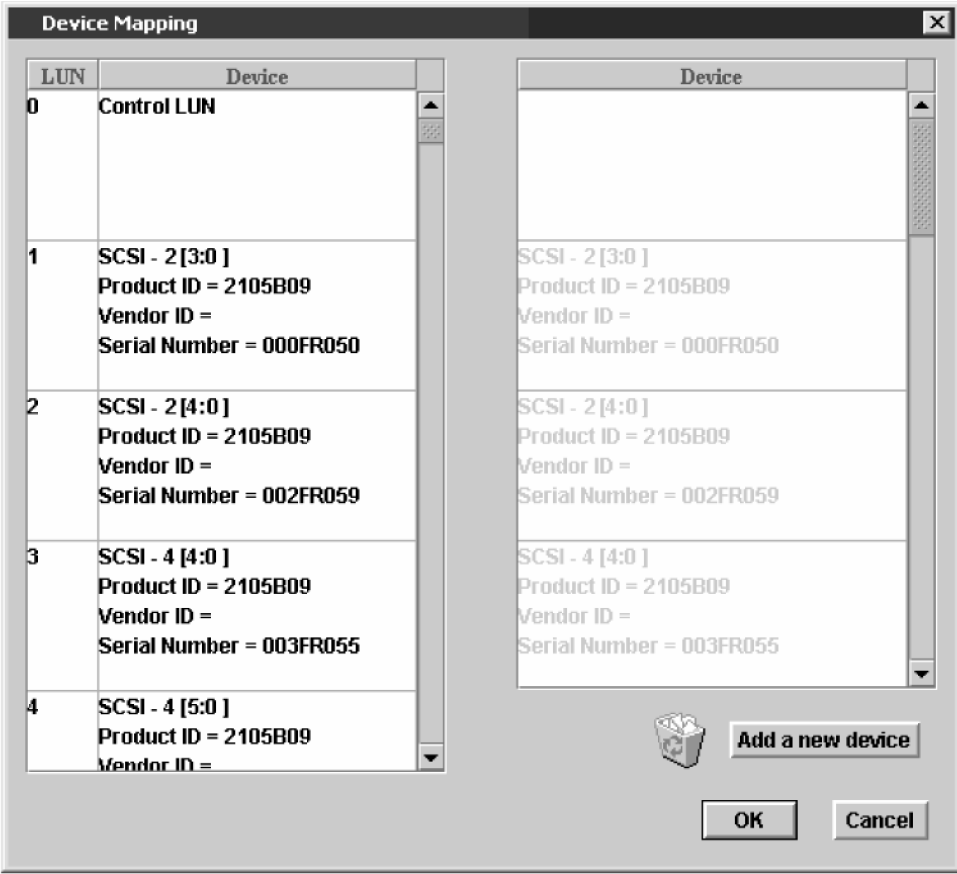 Device Mapping
LUN Device
0 Control LUN
1 SCSI - 2 [3:0 ]
Product ID = 2105B09
Vendor ID =
Serial Number = 000FR050
2 SCSI - 2 [4:0 ]
Product ID = 2105B09
Vendor ID =
Serial Number = 002FR059
3 SCSI - 4 [4:0 ]
Product ID = 2105B09
Vendor ID =
Serial Number = 003FR055
4 SCSI - 4 [5:0 ]
Product ID = 2105B09
Vendor ID =
Device
SCSI - 2 [3:0 ]
Product ID = 2105B09
Vendor ID =
Serial Number = 000FR050
SCSI - 2 [4:0 ]
Product ID = 2105B09
Vendor ID =
Serial Number = 002FR059
SCSI - 4 [4:0 ]
Product ID = 2105B09
Vendor ID =
Serial Number = 003FR055
Add a new device
OK Cancel